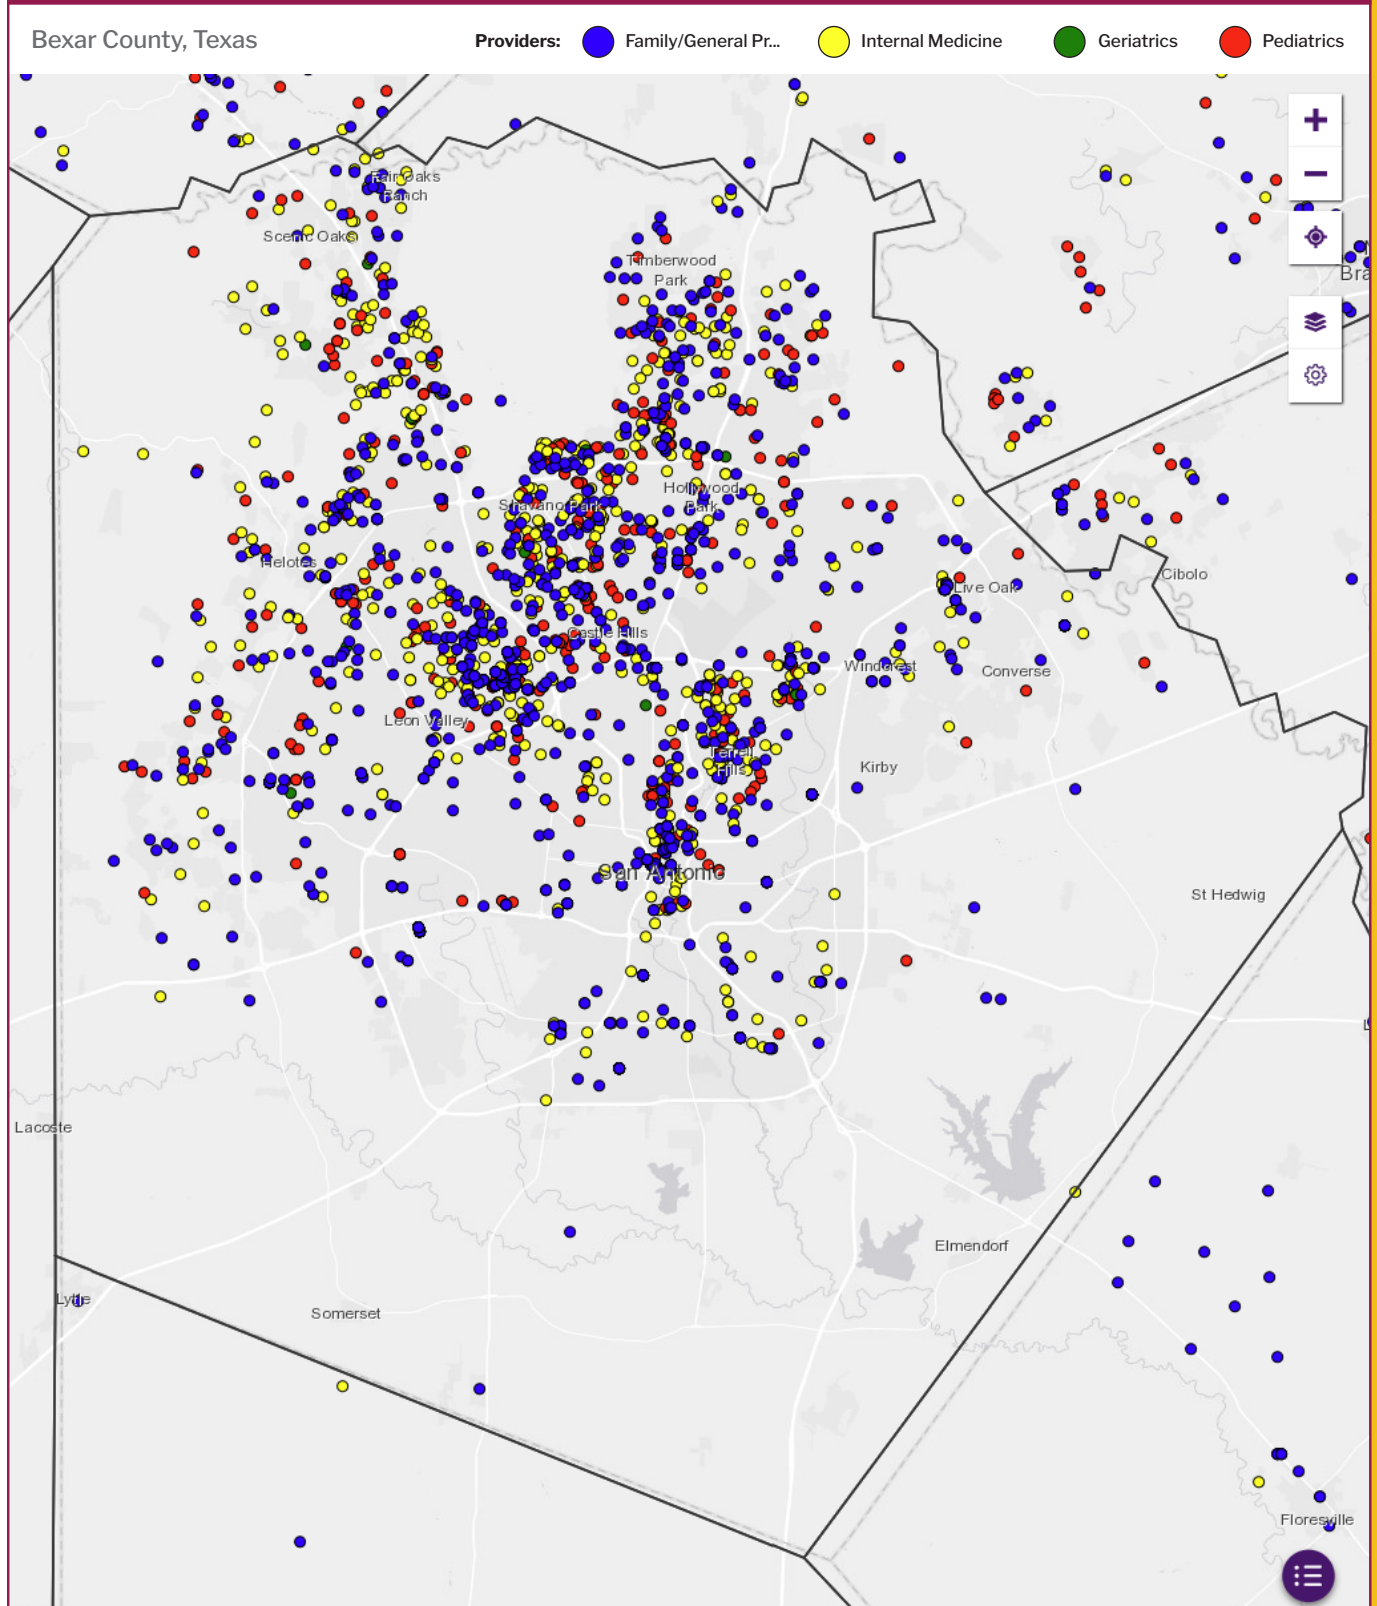 Bexar County, Texas
Providers:
Family/General Pr...
Internal Medicine
Geriatrics
Pediatrics
Fair Oaks
Ranch
Scenic Oaks
Timberwood
Park
Bra
Hollywood
Park
Shavano Park
Helotes
Live Oak
Cibolo
Castle Hills
Windcrest
Converse
Leon Valley
Terrell
Hills
Kirby
San Antonio
St Hedwig
Lacoste
Elmendorf
Lytle
Somerset
Floresville